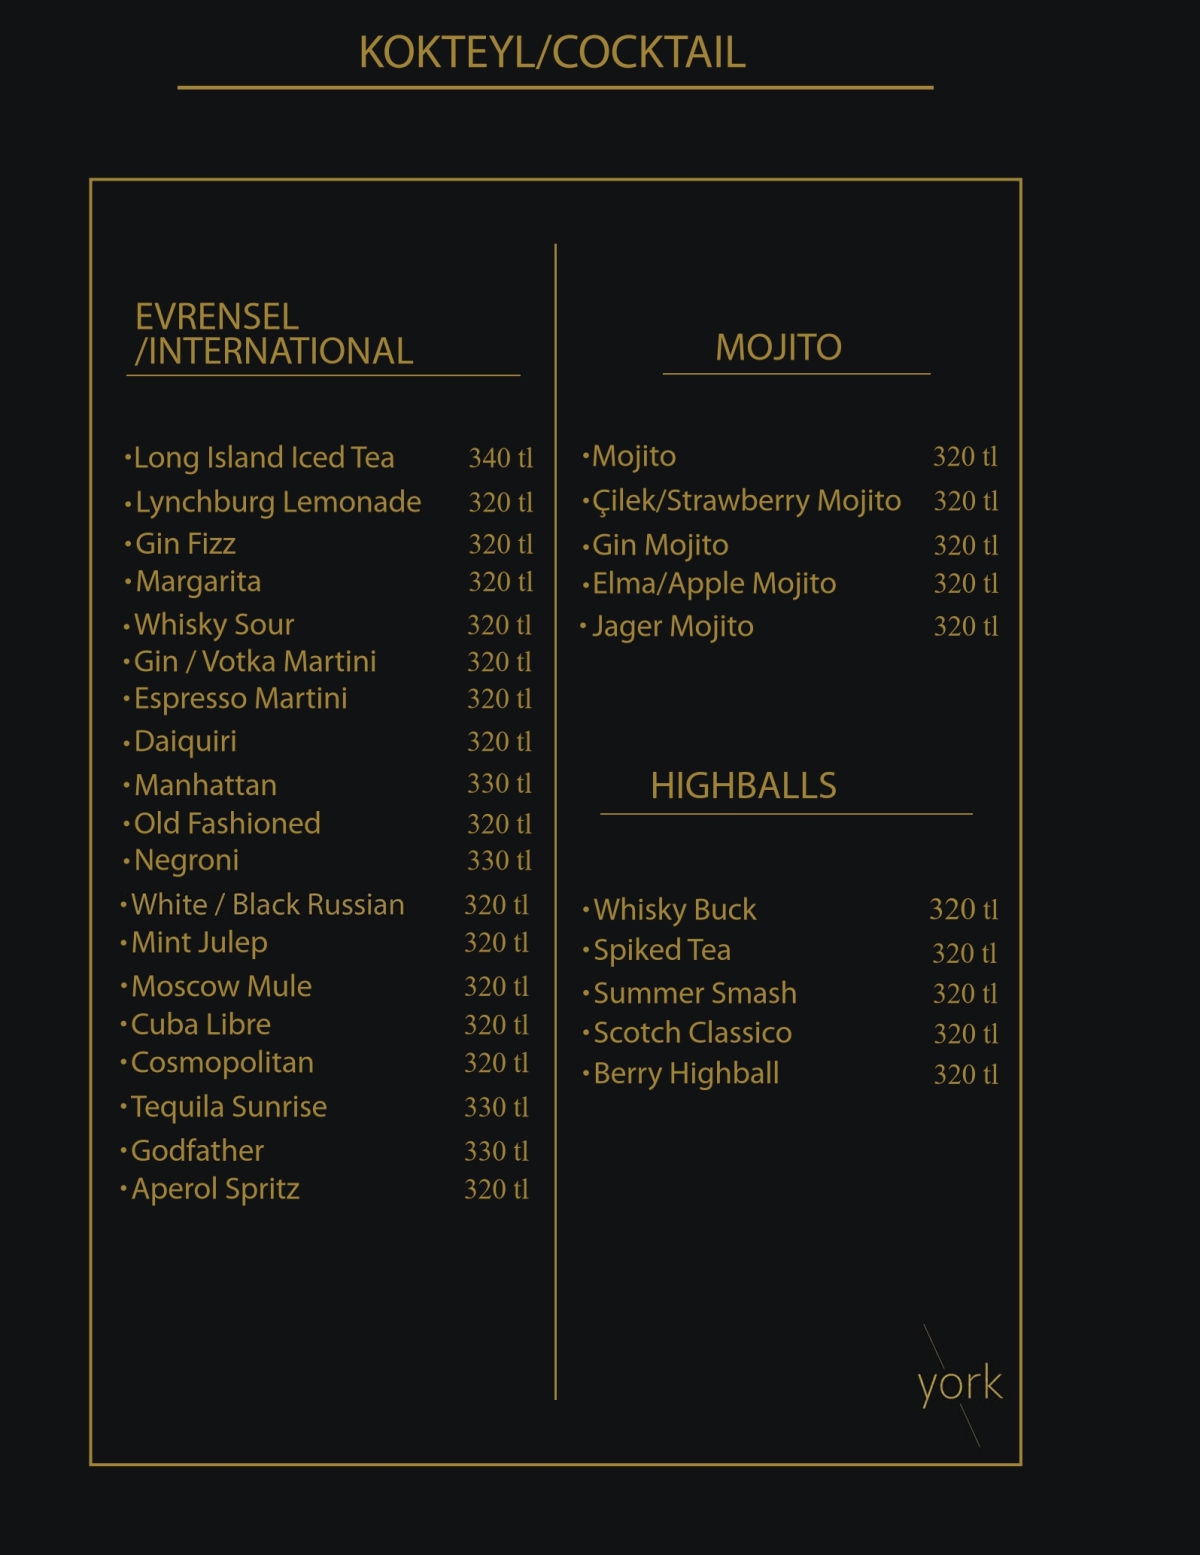 KOKTEYL/COCKTAIL
EVRENSEL
/INTERNATIONAL
•Long Island Iced Tea 340 tl
•Lynchburg Lemonade 320 tl
•Gin Fizz 320 tl
•Margarita 320 tl
•Whisky Sour 320 tl
•Gin / Votka Martini 320 tl
•Espresso Martini 320 tl
•Daiquiri 320 tl
•Manhattan 330 tl
•Old Fashioned 320 tl
•Negroni 330 tl
•White / Black Russian 320 tl
•Mint Julep 320 tl
•Moscow Mule 320 tl
•Cuba Libre 320 tl
•Cosmopolitan 320 tl
•Tequila Sunrise 330 tl
•Godfather 330 tl
•Aperol Spritz 320 tl
MOJITO
•Mojito 320 tl
•Çilek/Strawberry Mojito 320 tl
•Gin Mojito 320 tl
•Elma/Apple Mojito 320 tl
•Jager Mojito 320 tl
HIGHBALLS
•Whisky Buck 320 tl
•Spiked Tea 320 tl
•Summer Smash 320 tl
•Scotch Classico 320 tl
•Berry Highball 320 tl
york